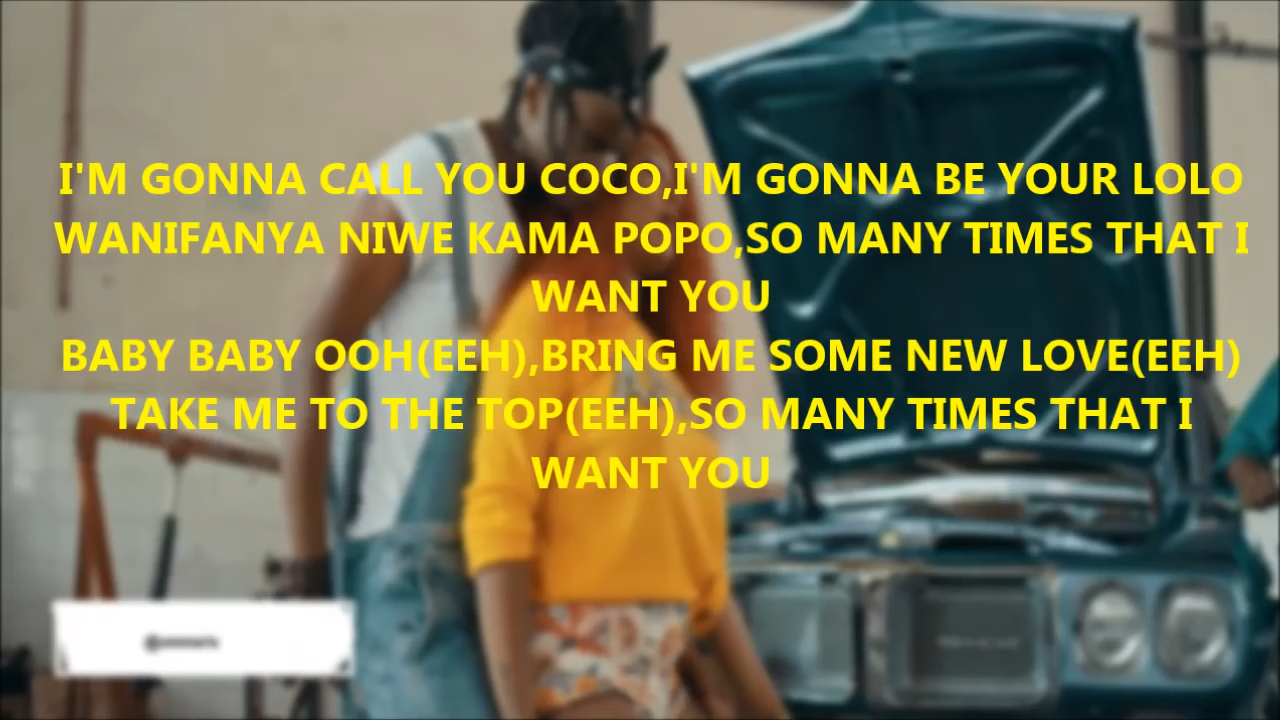 I'M GONNA CALL YOU COCO,I'M GONNA BE YOUR LOLO
WANIFANYA NIWE KAMA POPO,SO MANY TIMES THAT I
WANT YOU
BABY BABY OOH(EEH),BRING ME SOME NEW LOVE(EEH)
TAKE ME TO THE TOP(EEH),SO MANY TIMES THAT I
WANT YOU